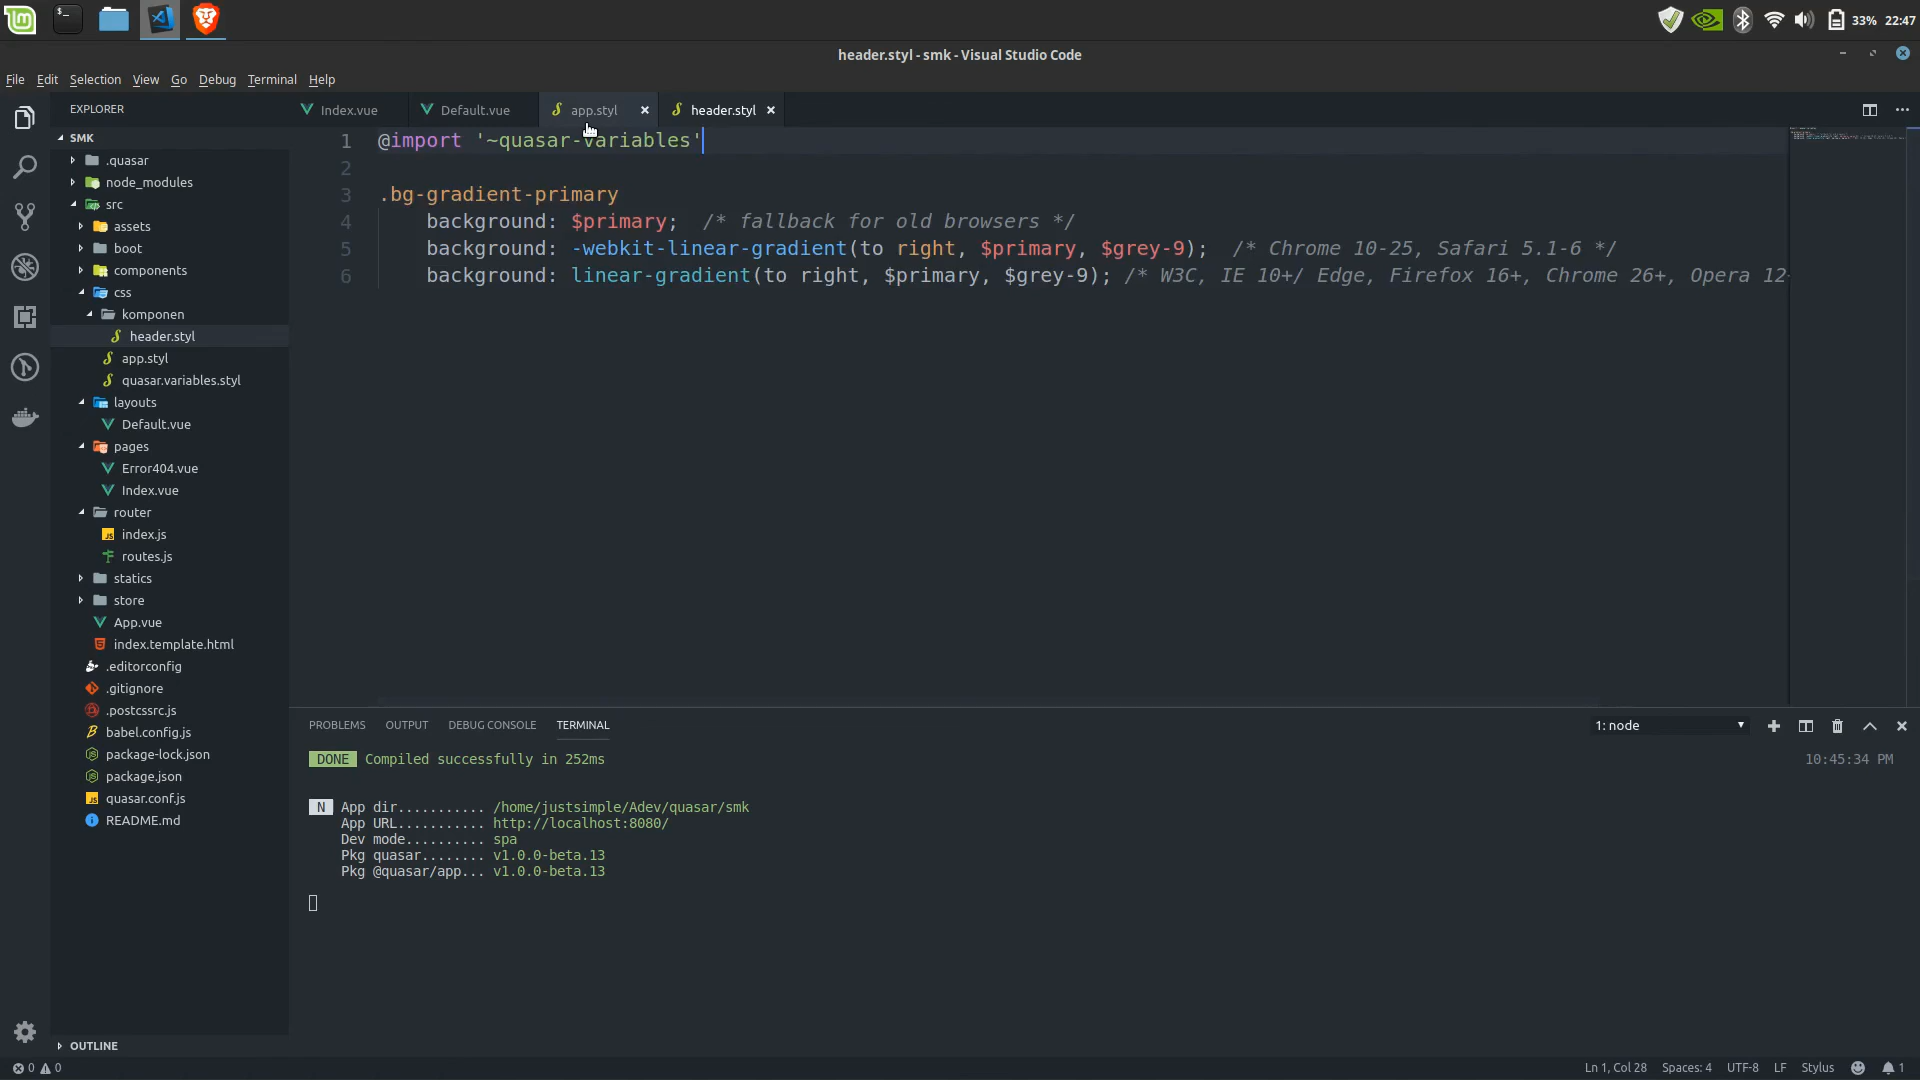 33% 22:47
header.styl - smk - Visual Studio Code
File Edit Selection View Go Debug Terminal Help
EXPLORER
Index.vue Default.vue app.styl header.styl
SMK
.quasar
node_modules
src
assets
boot
components
css
komponen
header.styl
app.styl
quasar.variables.styl
layouts
Default.vue
pages
Error404.vue
Index.vue
router
index.js
routes.js
statics
store
App.vue
index.template.html
.editorconfig
.gitignore
.postcssrc.js
babel.config.js
package-lock.json
package.json
quasar.conf.js
README.md
OUTLINE
1 @import '~quasar-variables'
2
3 .bg-gradient-primary
4 background: $primary; /* fallback for old browsers */
5 background: -webkit-linear-gradient(to right, $primary, $grey-9); /* Chrome 10-25, Safari 5.1-6 */
6 background: linear-gradient(to right, $primary, $grey-9); /* W3C, IE 10+/ Edge, Firefox 16+, Chrome 26+, Opera 12
PROBLEMS OUTPUT DEBUG CONSOLE TERMINAL 1: node
DONE Compiled successfully in 252ms 10:45:34 PM
N App dir........... /home/justsimple/Adev/quasar/smk
App URL........... http://localhost:8080/
Dev mode.......... spa
Pkg quasar........ v1.0.0-beta.13
Pkg @quasar/app... v1.0.0-beta.13
0 0 Ln 1, Col 28 Spaces: 4 UTF-8 LF Stylus 1